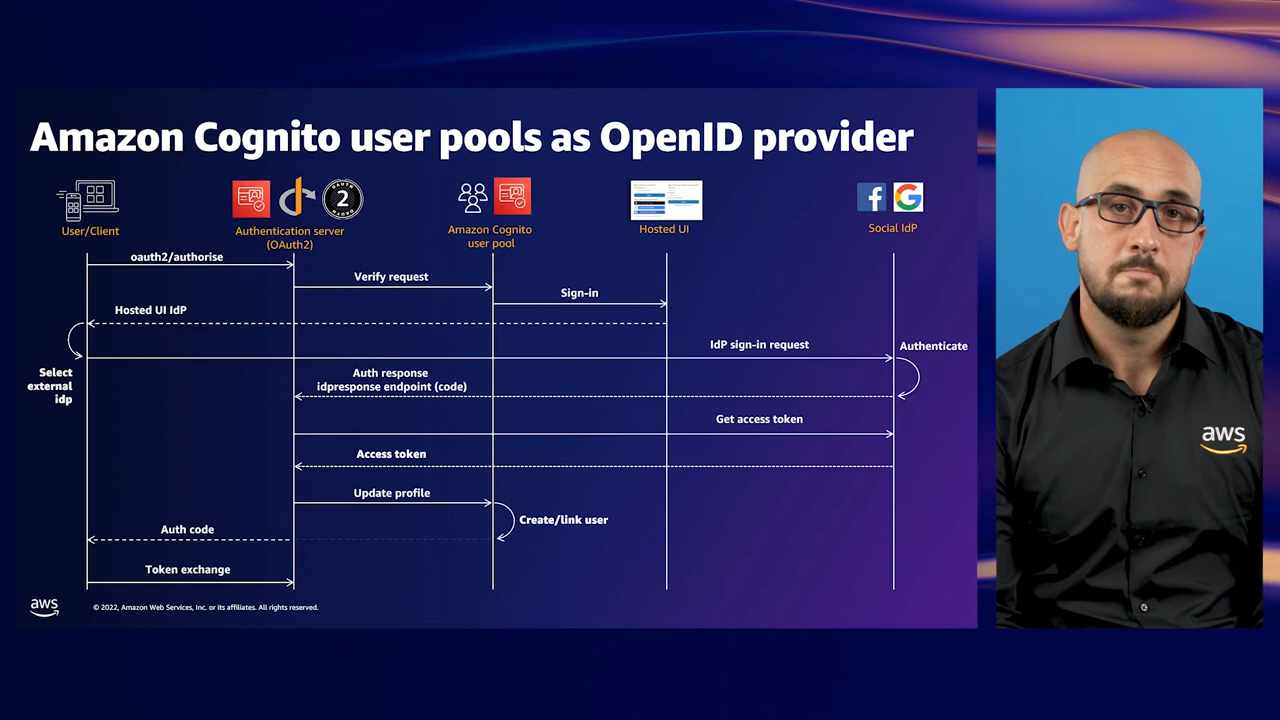 Amazon Cognito user pools as OpenID provider
OAUTH
2
OAUTH
User/Client
Authentication server
(OAuth2)
Amazon Cognito
user pool
Hosted UI
Social IdP
oauth2/authorise
Verify request
Sign-in
Hosted UI IdP
IdP sign-in request
Authenticate
Select
external
idp
Auth response
idpresponse endpoint (code)
Get access token
Access token
Update profile
Create/link user
Auth code
Token exchange
aws
© 2022, Amazon Web Services, Inc. or its affiliates. All rights reserved.
aws